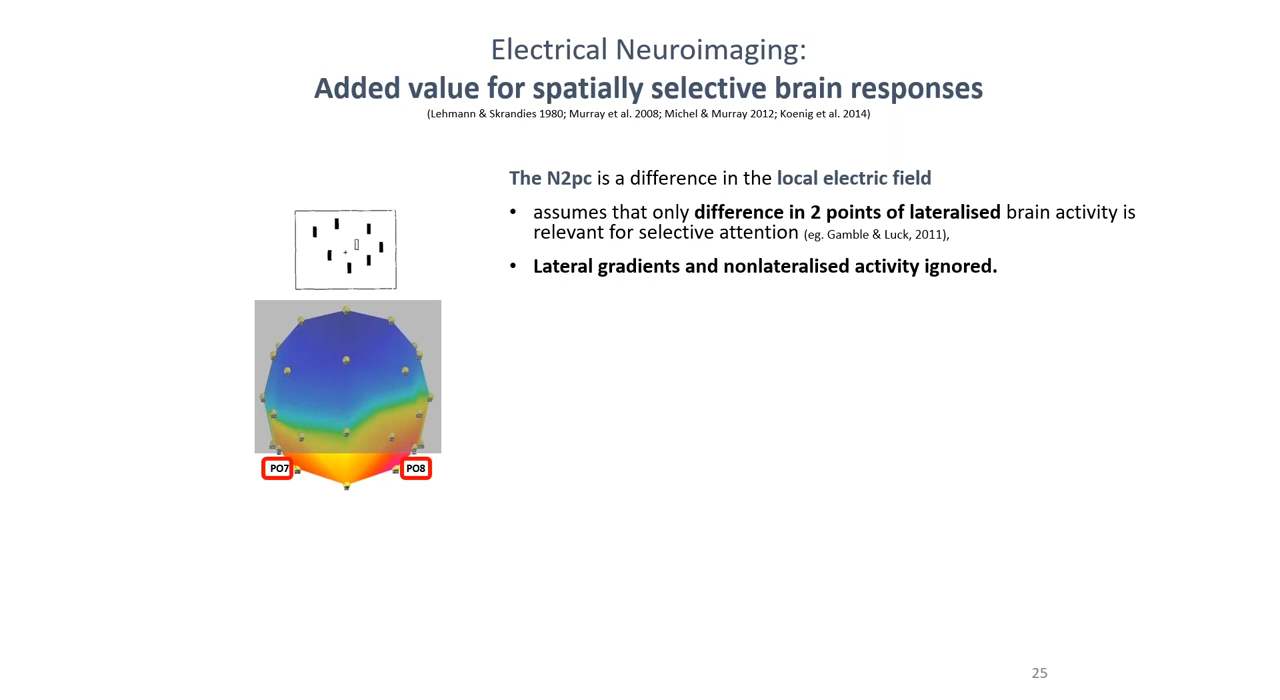 Electrical Neuroimaging:
Added value for spatially selective brain responses
(Lehmann & Skrandies 1980; Murray et al. 2008; Michel & Murray 2012; Koenig et al. 2014)
The N2pc is a difference in the local electric field
• assumes that only difference in 2 points of lateralised brain activity is
relevant for selective attention (eg. Gamble & Luck, 2011),
• Lateral gradients and nonlateralised activity ignored.
PO7
PO8
25